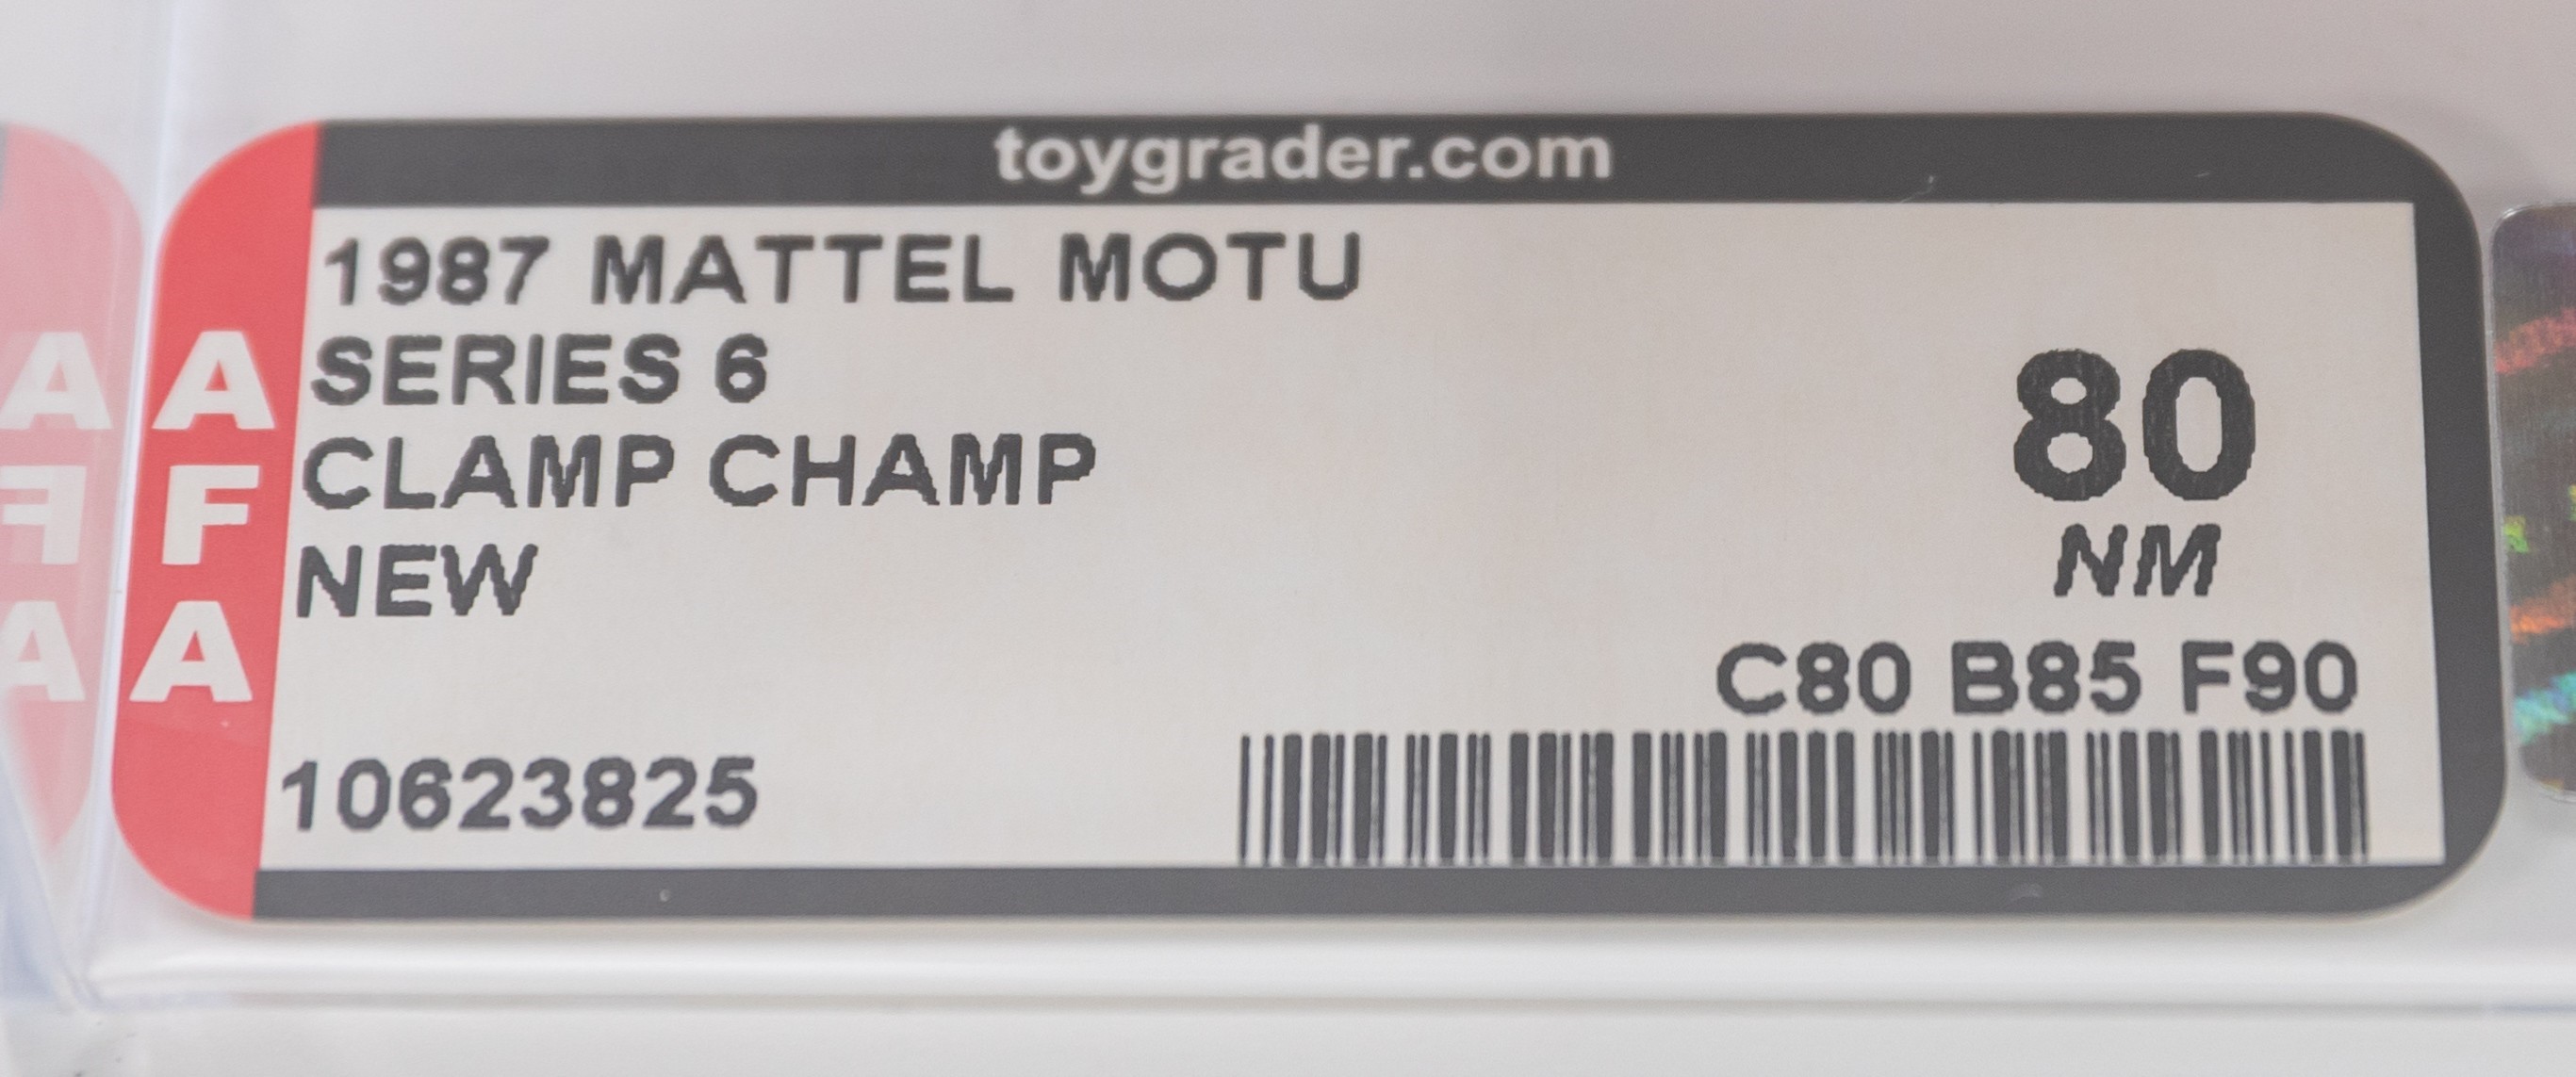 toygrader.com
AFA
1987 MATTEL MOTU
SERIES 6
CLAMP CHAMP
NEW
80
NM
C80 B85 F90
10623825